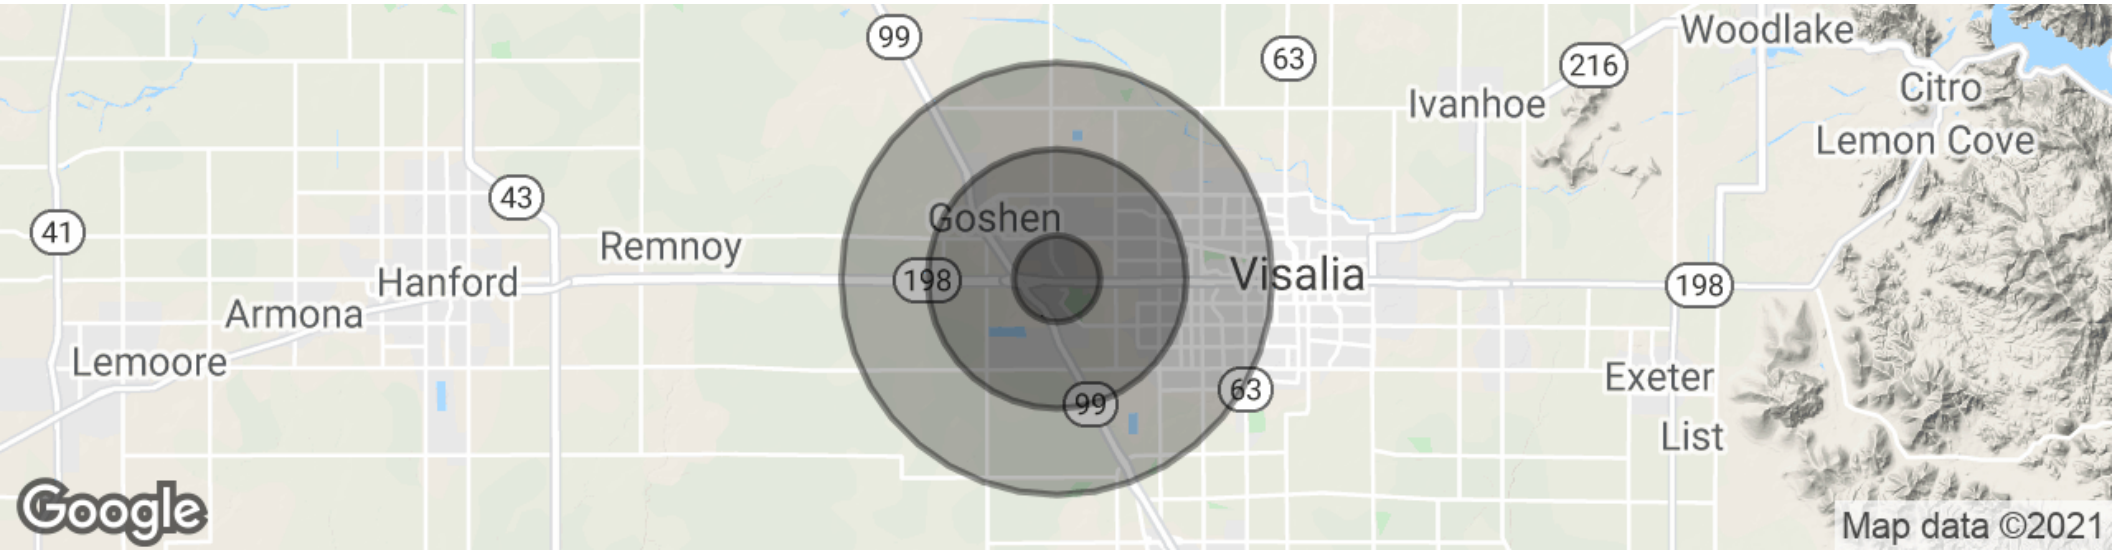 99
63
216
Woodlake
Citro
Ivanhoe
Lemon Cove
43
Goshen
41
Remnoy
198
Hanford
Visalia
198
Armona
Lemoore
Exeter
63
99
List
Google
Map data ©2021